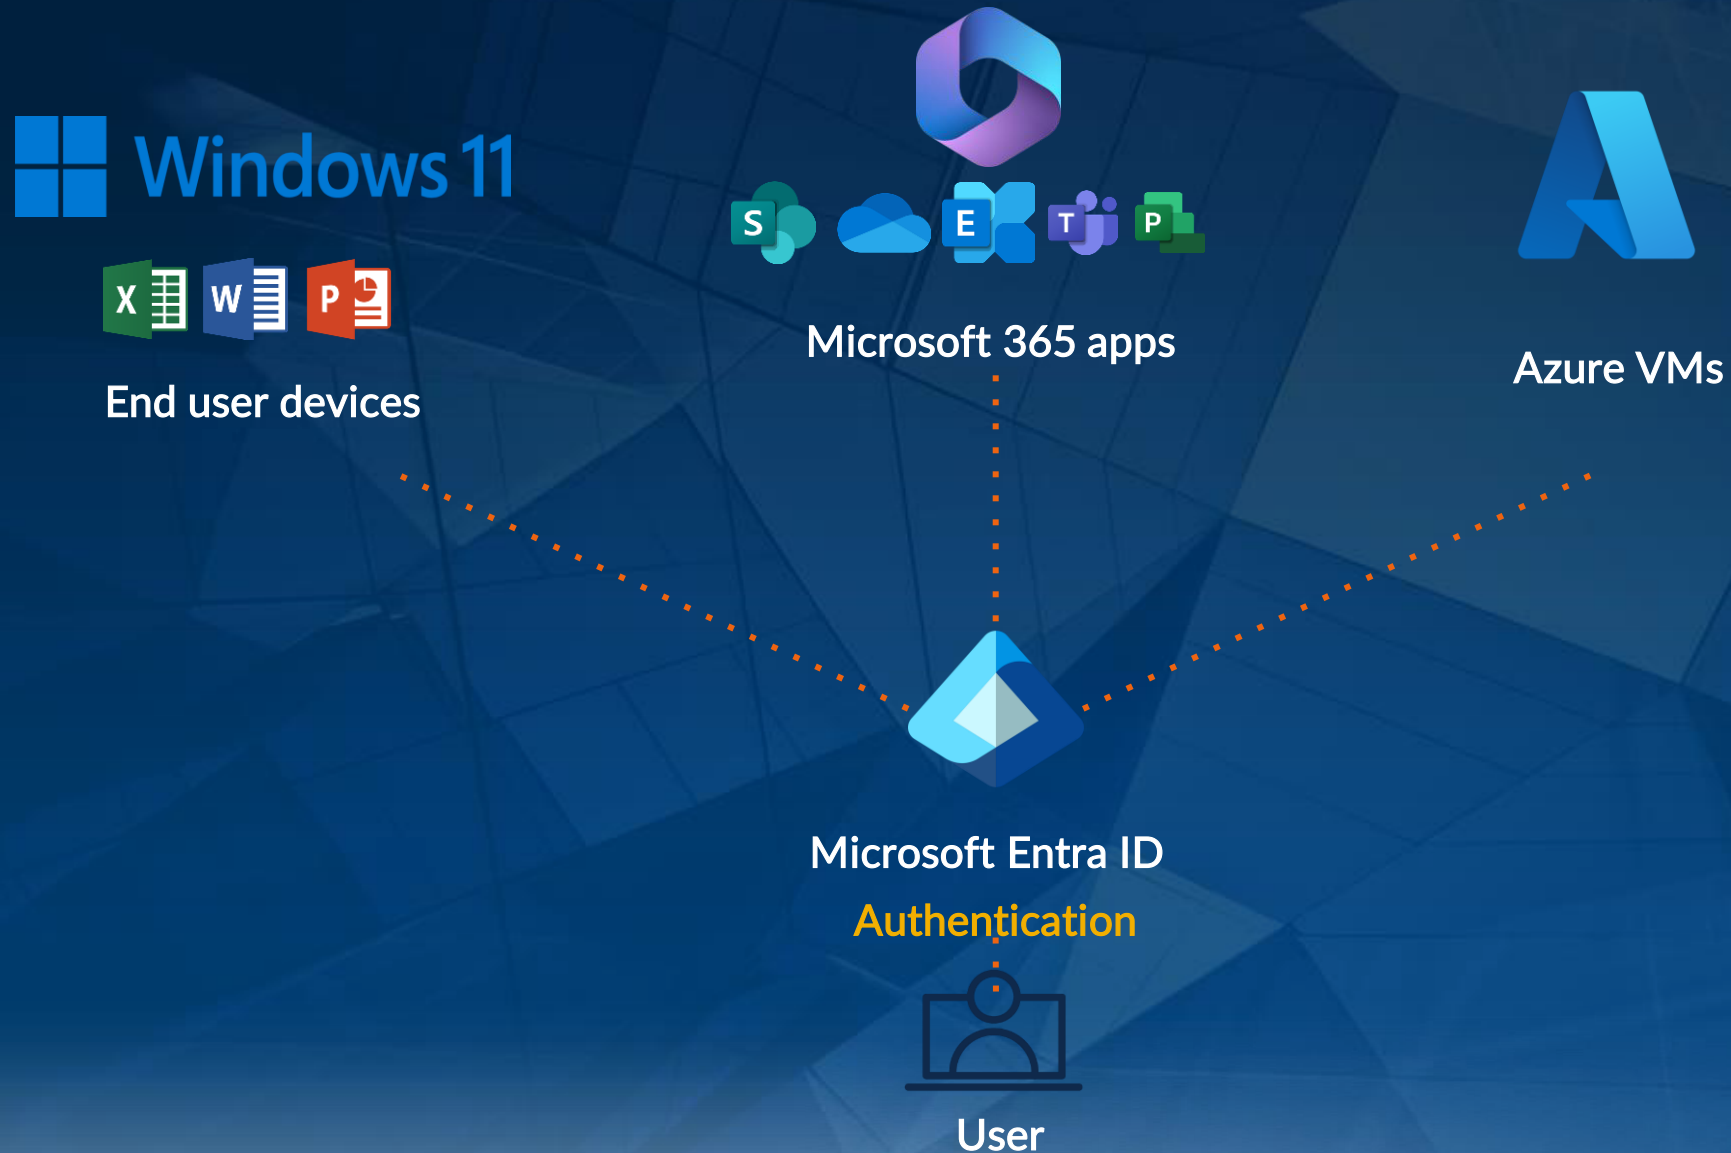 Windows 11
S E T P
X W P
Microsoft 365 apps
Azure VMs
End user devices
Microsoft Entra ID
Authentication
User